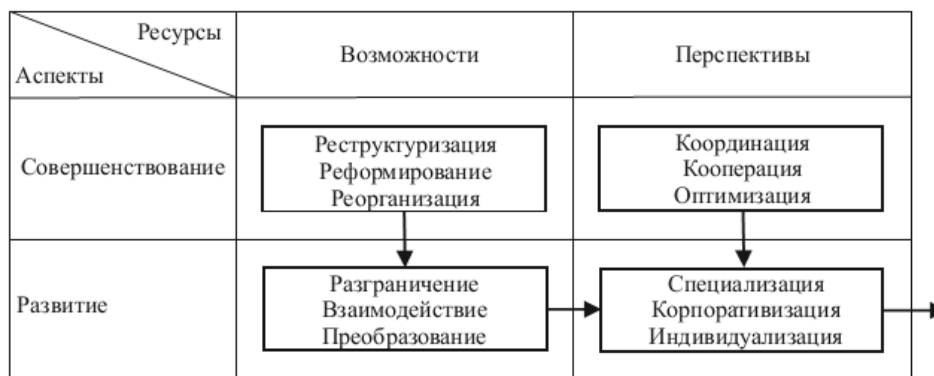 Ресурсы
Аспекты
Возможности
Перспективы
Совершенствование
Реструктуризация
Реформирование
Реорганизация
Координация
Кооперация
Оптимизация
Развитие
Разграничение
Взаимодействие
Преобразование
Специализация
Корпоративизация
Индивидуализация